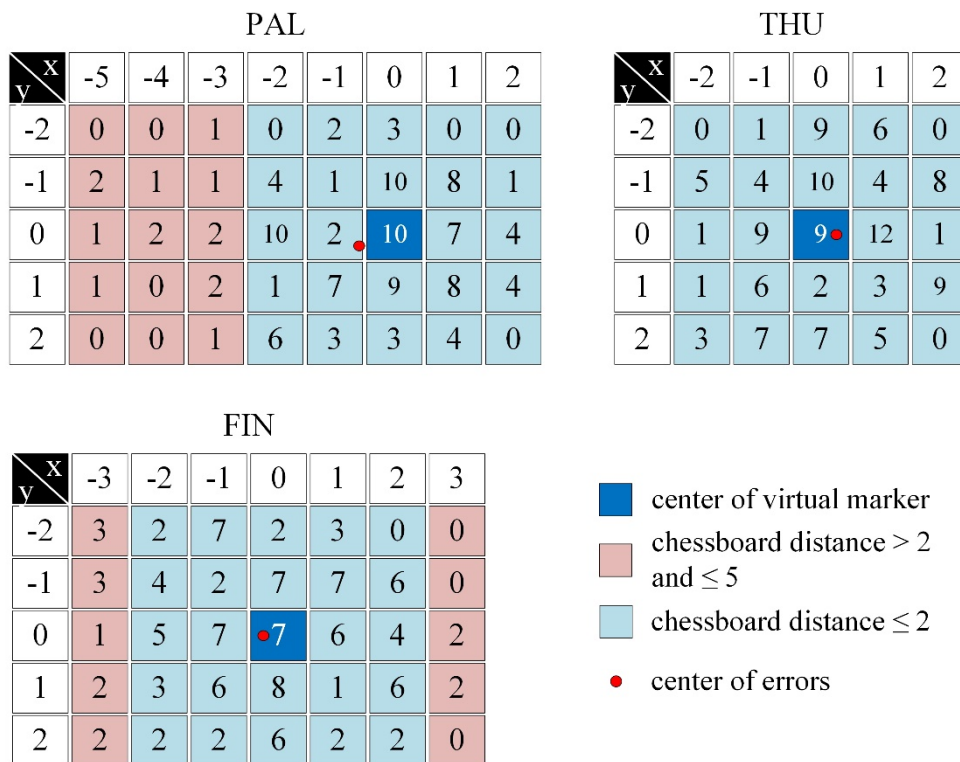 PAL
x y -5 -4 -3 -2 -1 0 1 2
-2 0 0 1 0 2 3 0 0
-1 2 1 1 4 1 10 8 1
0 1 2 2 10 2 10 7 4
1 1 0 2 1 7 9 8 4
2 0 0 1 6 3 3 4 0
THU
x y -2 -1 0 1 2
-2 0 1 9 6 0
-1 5 4 10 4 8
0 1 9 9 12 1
1 1 6 2 3 9
2 3 7 7 5 0
FIN
x y -3 -2 -1 0 1 2 3
-2 3 2 7 2 3 0 0
-1 3 4 2 7 7 6 0
0 1 5 7 7 6 4 2
1 2 3 6 8 1 6 2
2 2 2 2 6 2 2 0
center of virtual marker
chessboard distance > 2
and ≤ 5
chessboard distance ≤ 2
center of errors